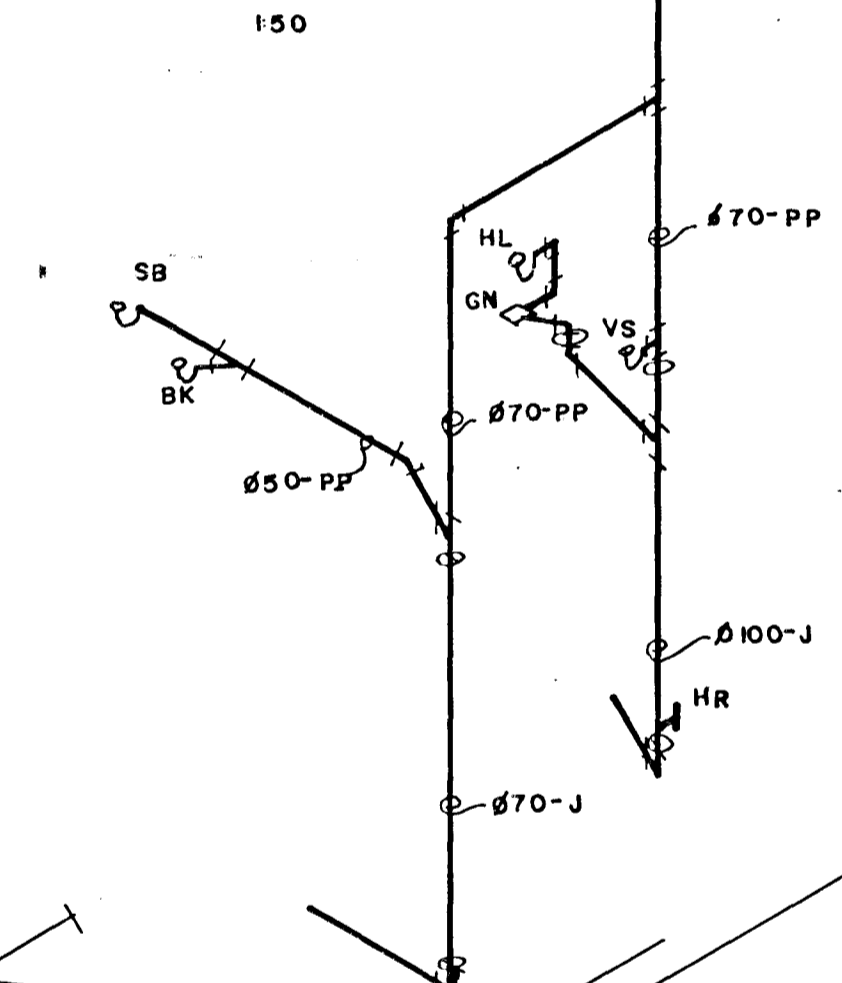 1:50
Ø70-PP
HL
SB
GN
VS
BK
Ø70-PP
Ø50-PP
Ø100-J
HR
Ø70-J